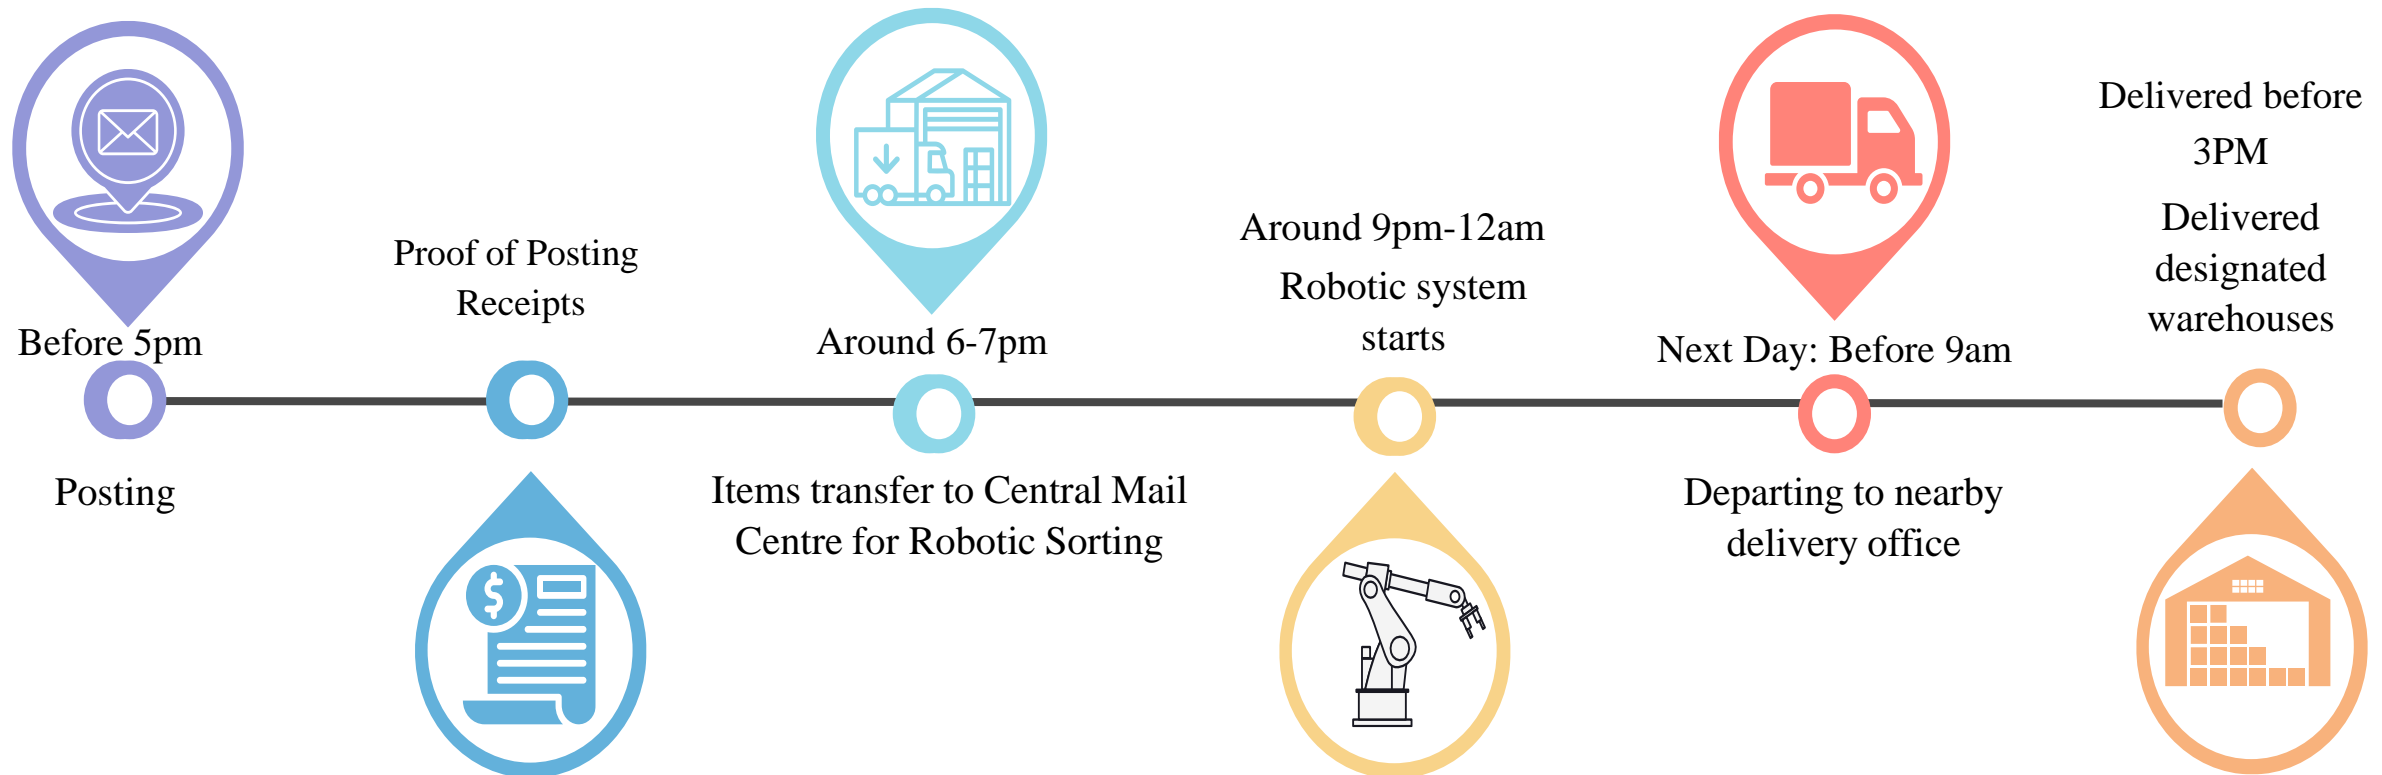 Before 5pm
Posting
Proof of Posting
Receipts
$
Around 6-7pm
Items transfer to Central Mail
Centre for Robotic Sorting
Around 9pm-12am
Robotic system
starts
Next Day: Before 9am
Departing to nearby
delivery office
Delivered before
3PM
Delivered
designated
warehouses